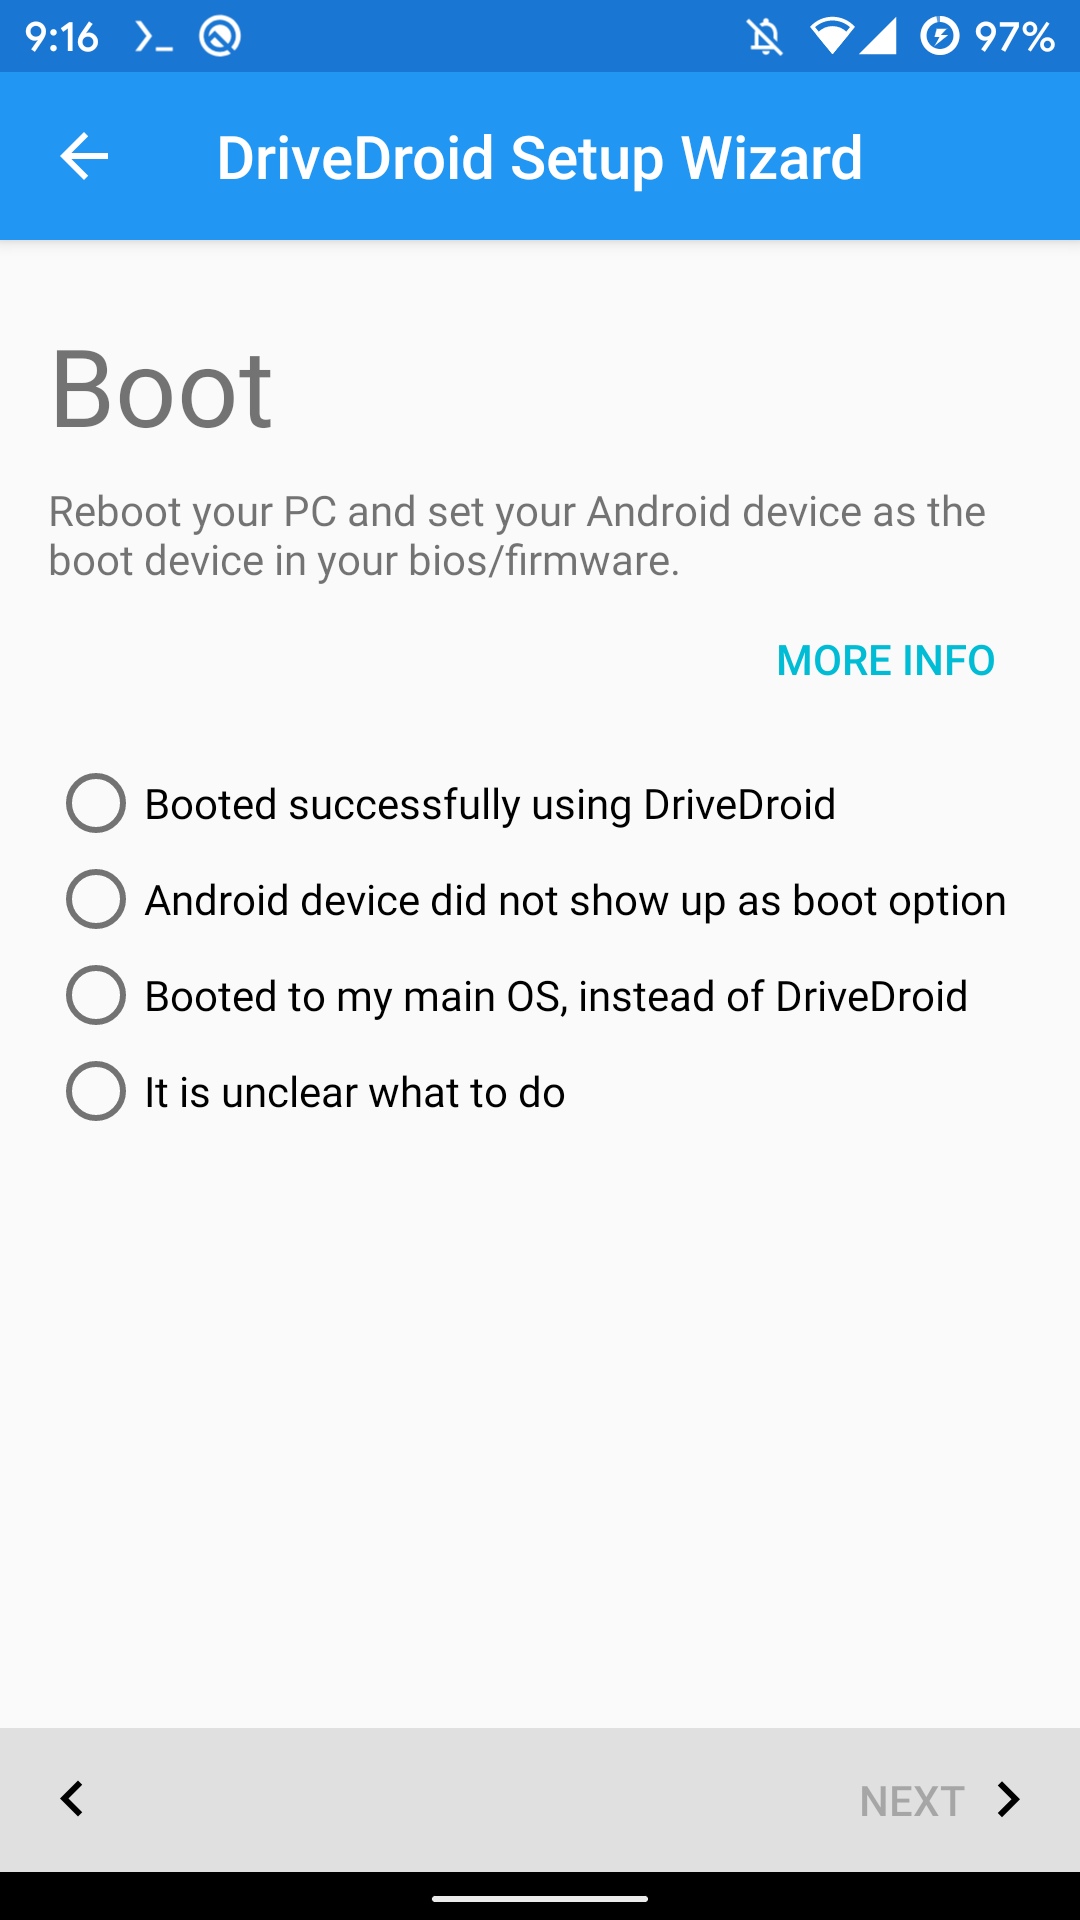 9:16
97%
DriveDroid Setup Wizard
Boot
Reboot your PC and set your Android device as the
boot device in your bios/firmware.
MORE INFO
Booted successfully using DriveDroid
Android device did not show up as boot option
Booted to my main OS, instead of DriveDroid
It is unclear what to do
NEXT